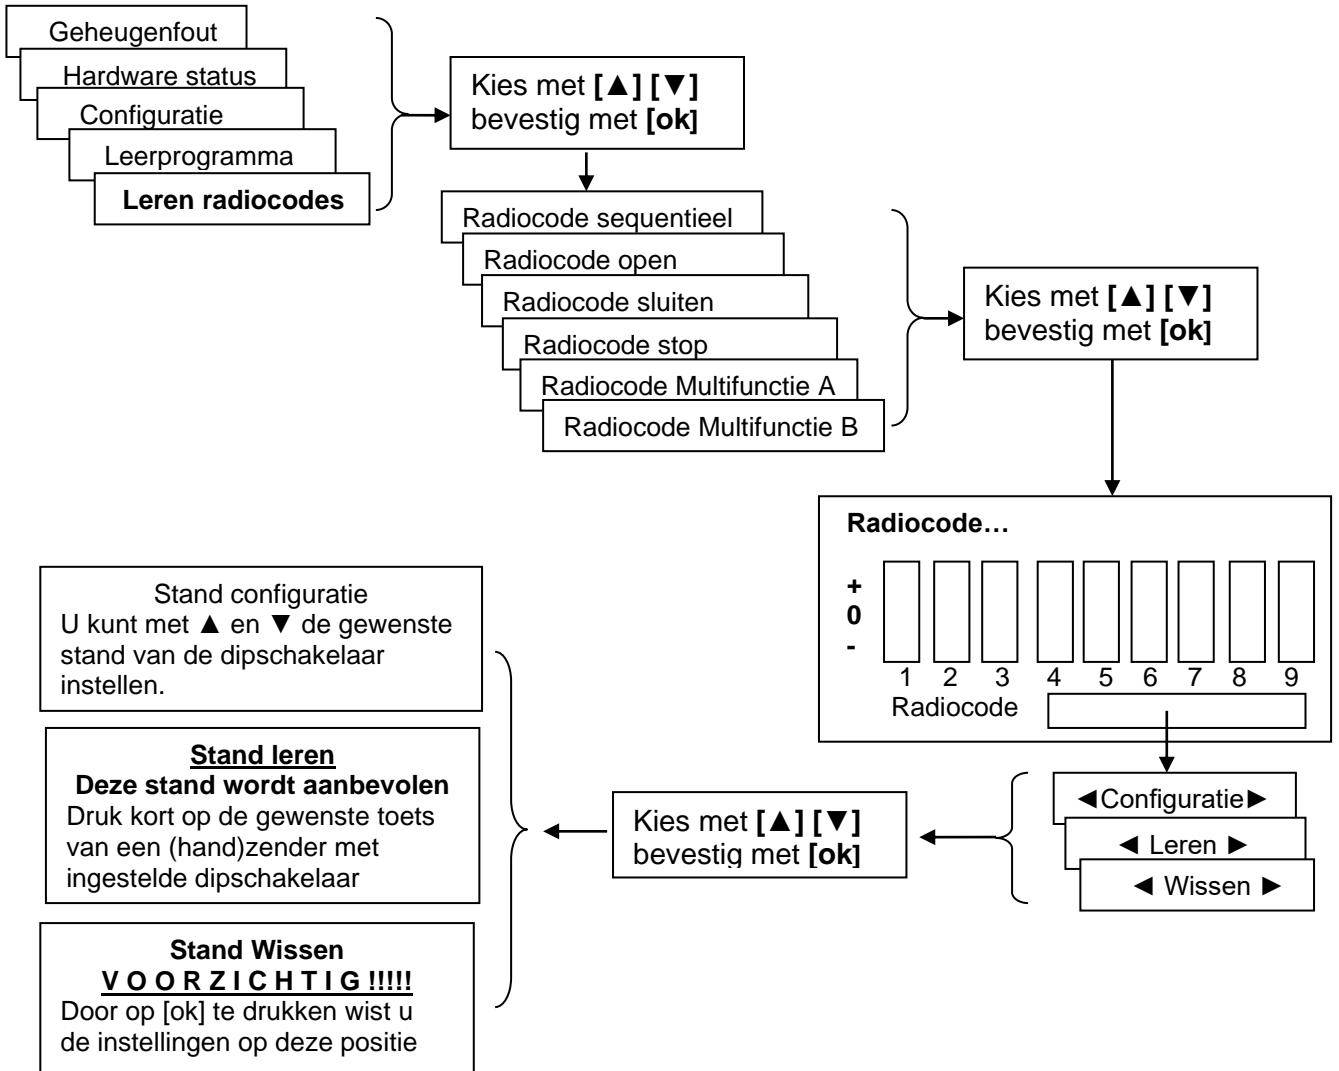 Geheugenfout
Hardware status
Configuratie
Leerprogramma
Leren radiocodes
Kies met [▲] [▼]
bevestig met [ok]
Radiocode sequentieel
Radiocode open
Radiocode sluiten
Radiocode stop
Radiocode Multifunctie A
Radiocode Multifunctie B
Kies met [▲] [▼]
bevestig met [ok]
Radiocode…
+
0
-
1 2 3 4 5 6 7 8 9
Radiocode
◄Configuratie►
◄ Leren ►
◄ Wissen ►
Kies met [▲] [▼]
bevestig met [ok]
Stand configuratie
U kunt met ▲ en ▼ de gewenste
stand van de dipschakelaar
instellen.
Stand leren
Deze stand wordt aanbevolen
Druk kort op de gewenste toets
van een (hand)zender met
ingestelde dipschakelaar
Stand Wissen
V O O R Z I C H T I G !!!!!
Door op [ok] te drukken wist u
de instellingen op deze positie